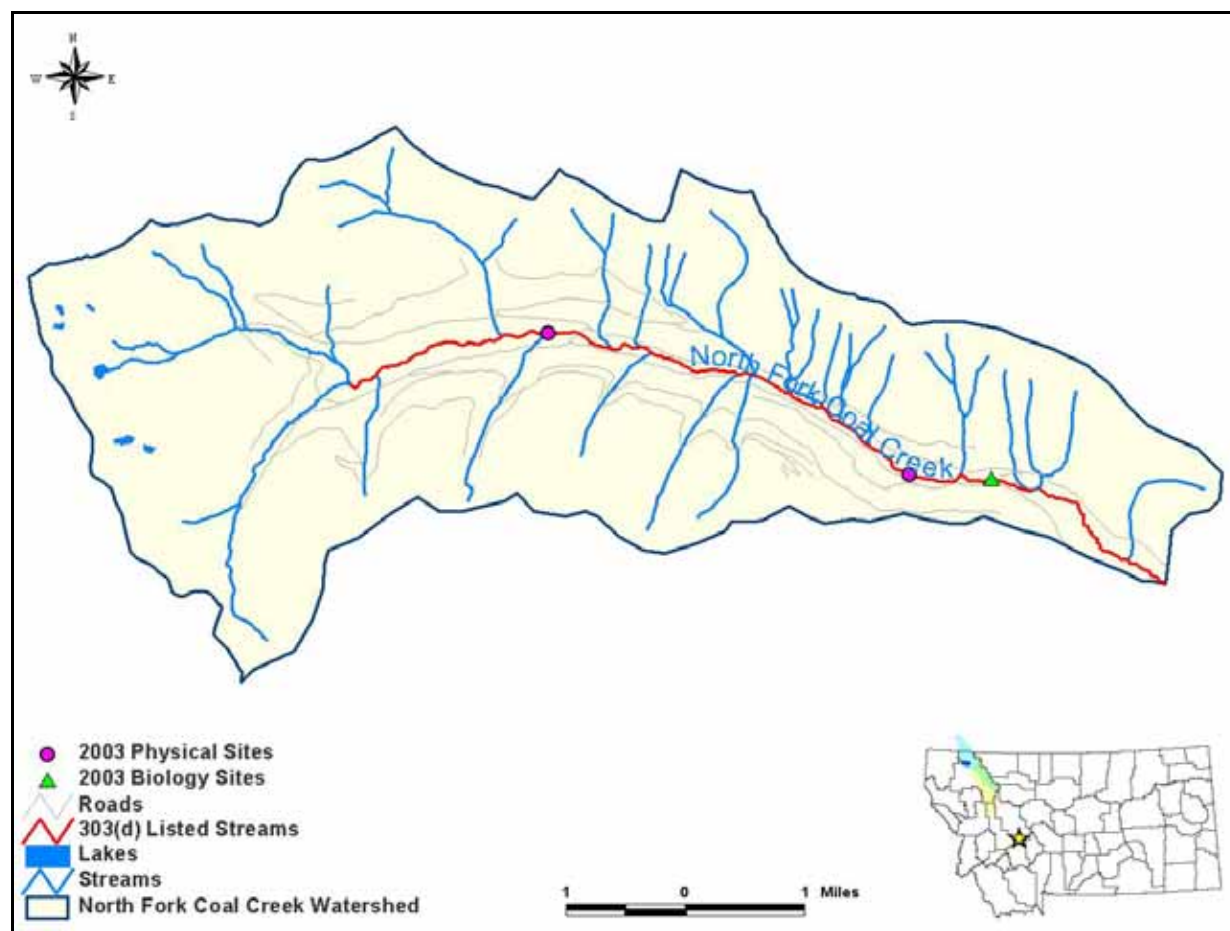 N
W E
S
North Fork Coal Creek
2003 Physical Sites
2003 Biology Sites
Roads
303(d) Listed Streams
Lakes
Streams
North Fork Coal Creek Watershed
1 0 1 Miles